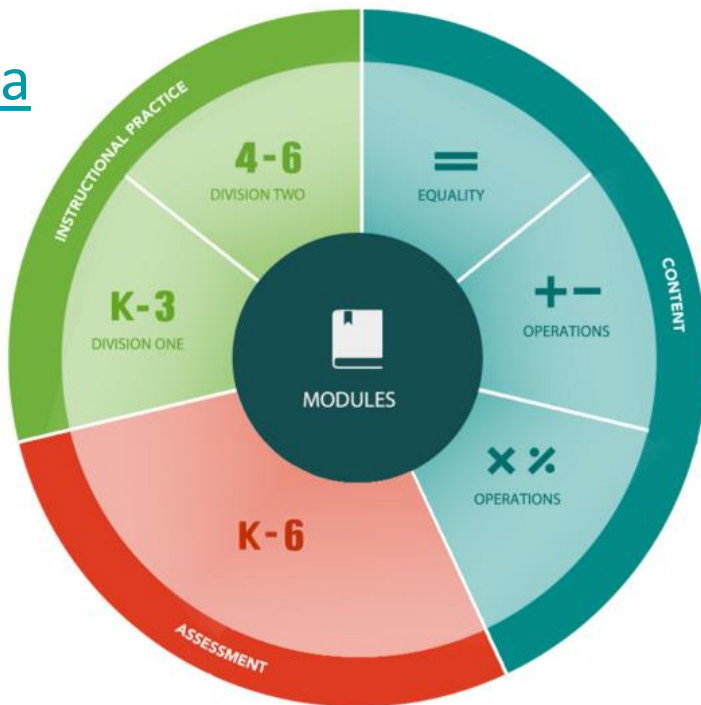 a
INSTRUCTIONAL PRACTICE
4-6
DIVISION TWO
=
EQUALITY
K-3
DIVISION ONE
+-
OPERATIONS
CONTENT
MODULES
×%
OPERATIONS
K-6
ASSESSMENT